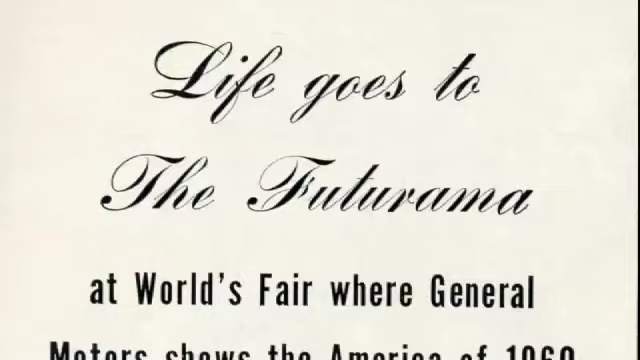 Life goes to
The Futurama
at World's Fair where General
Motors shows the America of 1960